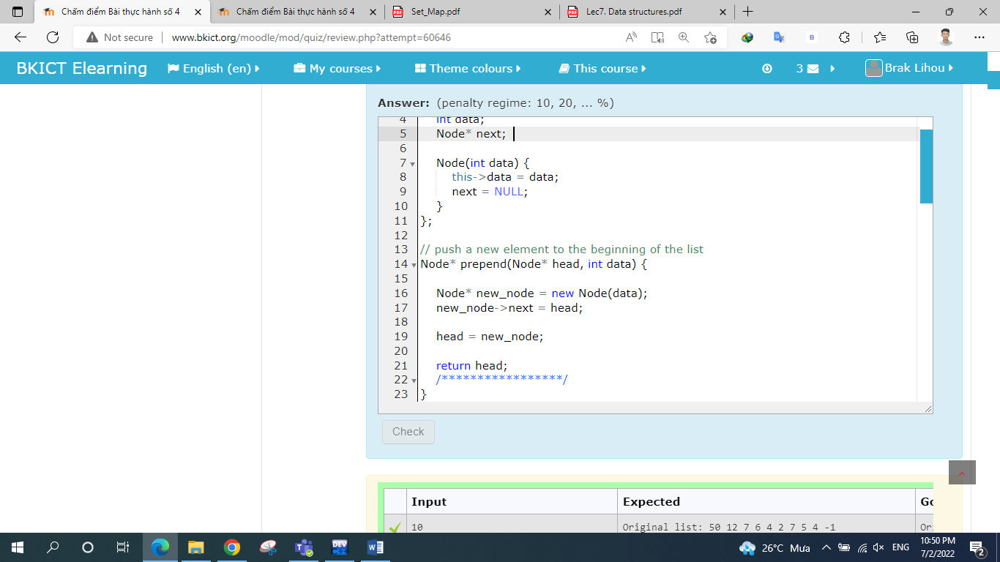 Chấm điểm Bài thực hành số 4
Chấm điểm Bài thực hành số 4
Set_Map.pdf
Lec7. Data structures.pdf
Not secure
www.bkict.org/moodle/mod/quiz/review.php?attempt=60646
BKICT Elearning
English (en)
My courses
Theme colours
This course
3
Brak Lihou
Answer: (penalty regime: 10, 20, ... %)
4 int data;
5 Node* next;
6
7 Node(int data) {
8 this->data = data;
9 next = NULL;
10 }
11 };
12
13 // push a new element to the beginning of the list
14 Node* prepend(Node* head, int data) {
15
16 Node* new_node = new Node(data);
17 new_node->next = head;
18
19 head = new_node;
20
21 return head;
22 /*****************/
23 }
Check
Input Expected
10 Original list: 50 12 7 6 4 2 7 5 4 -1
26°C Mưa
ENG
10:50 PM
7/2/2022
2